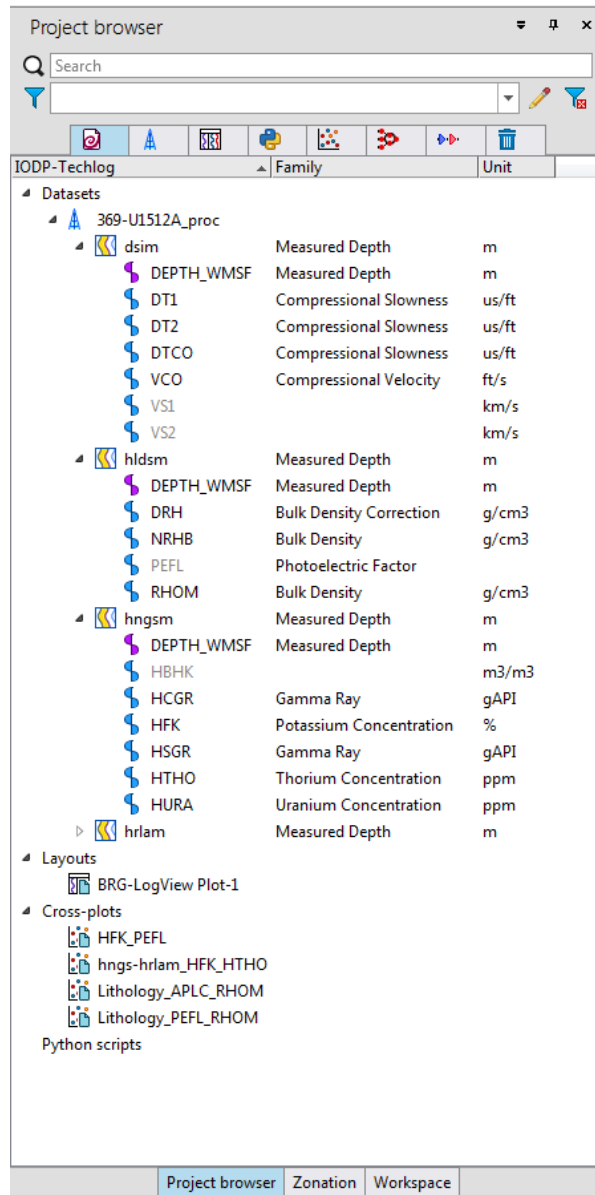 Project browser
Search
IODP-Techlog Family Unit
Datasets
369-U1512A_proc
dsim Measured Depth m
DEPTH_WMSF Measured Depth m
DT1 Compressional Slowness us/ft
DT2 Compressional Slowness us/ft
DTCO Compressional Slowness us/ft
VCO Compressional Velocity ft/s
VS1 km/s
VS2 km/s
hldsm Measured Depth m
DEPTH_WMSF Measured Depth m
DRH Bulk Density Correction g/cm3
NRHB Bulk Density g/cm3
PEFL Photoelectric Factor
RHOM Bulk Density g/cm3
hngsm Measured Depth m
DEPTH_WMSF Measured Depth m
HBHK m3/m3
HCGR Gamma Ray gAPI
HFK Potassium Concentration %
HSGR Gamma Ray gAPI
HTHO Thorium Concentration ppm
HURA Uranium Concentration ppm
hrlam Measured Depth m
Layouts
BRG-LogView Plot-1
Cross-plots
HFK_PEFL
hngs-hrlam_HFK_HTHO
Lithology_APLC_RHOM
Lithology_PEFL_RHOM
Python scripts
Project browser Zonation Workspace